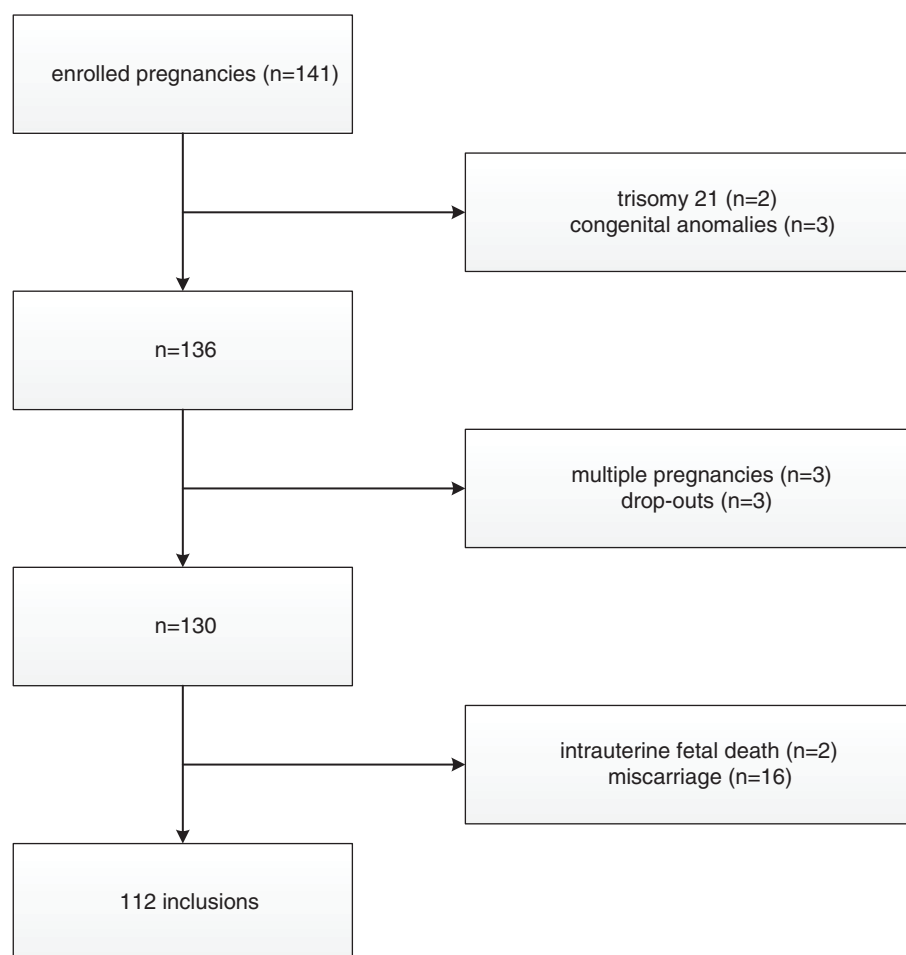 enrolled pregnancies (n=141)
trisomy 21 (n=2)
congenital anomalies (n=3)
n=136
multiple pregnancies (n=3)
drop-outs (n=3)
n=130
intrauterine fetal death (n=2)
miscarriage (n=16)
112 inclusions